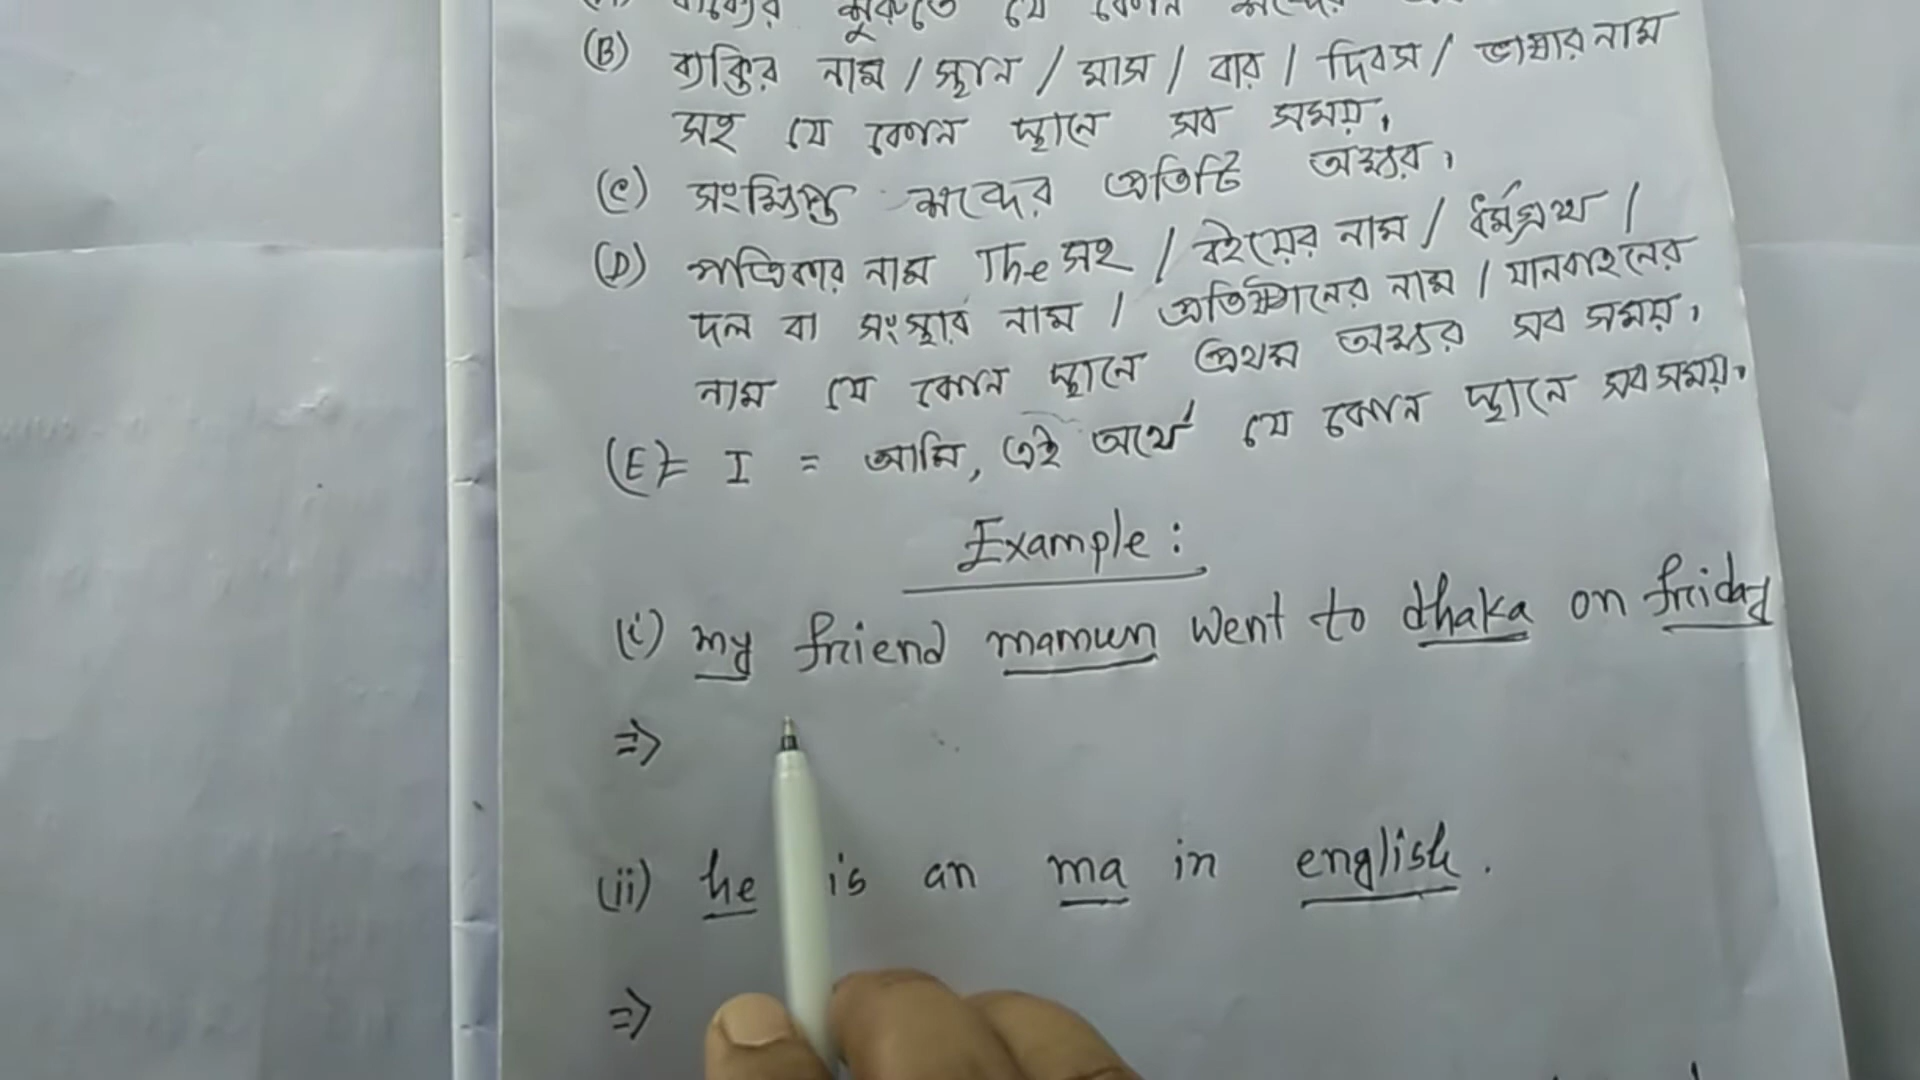 (A) বাক্যের শুরুতে যে কোন শব্দের
(B) ব্যক্তির নাম / স্থান / মাস / বার / দিবস / ভাষার নাম
সহ যে কোন স্থানে সব সময়।
(C) সংক্ষিপ্ত শব্দের প্রতিটি অক্ষর।
(D) পত্রিকার নাম The সহ / বইয়ের নাম / ধর্মগ্রন্থ /
দল বা সংস্থার নাম / প্রতিষ্ঠানের নাম / যানবাহনের
নাম যে কোন স্থানে প্রথম অক্ষর সব সময়।
(E) = I = আমি, এই অর্থে যে কোন স্থানে সব সময়।
Example :
(i) my friend mamun went to dhaka on friday
⇒
(ii) he is an ma in english.
⇒